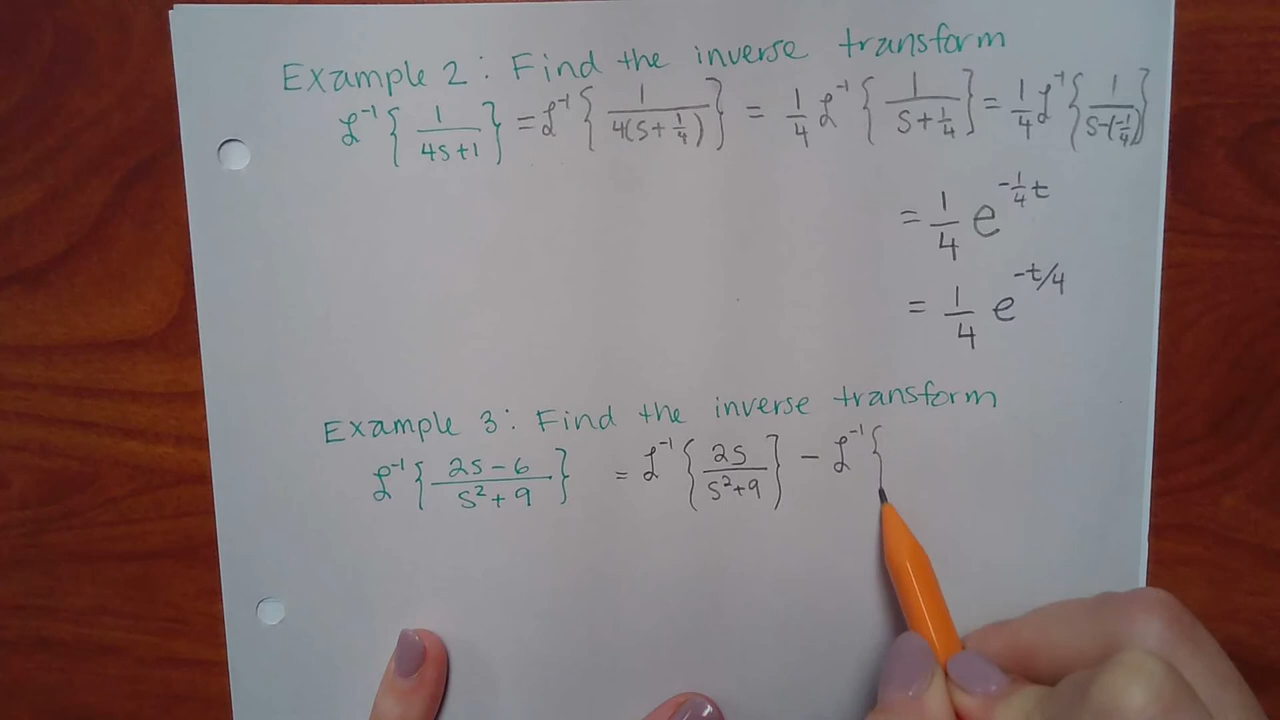 Example 2: Find the inverse transform
ℒ⁻¹{1/(4s+1)} = ℒ⁻¹{1/(4(s+1/4))} = 1/4 ℒ⁻¹{1/(s+1/4)} = 1/4 ℒ⁻¹{1/(s-(-1/4))}
= 1/4 e^(-1/4 t)
= 1/4 e^(-t/4)
Example 3: Find the inverse transform
ℒ⁻¹{(2s-6)/(s²+9)} = ℒ⁻¹{2s/(s²+9)} - ℒ⁻¹{